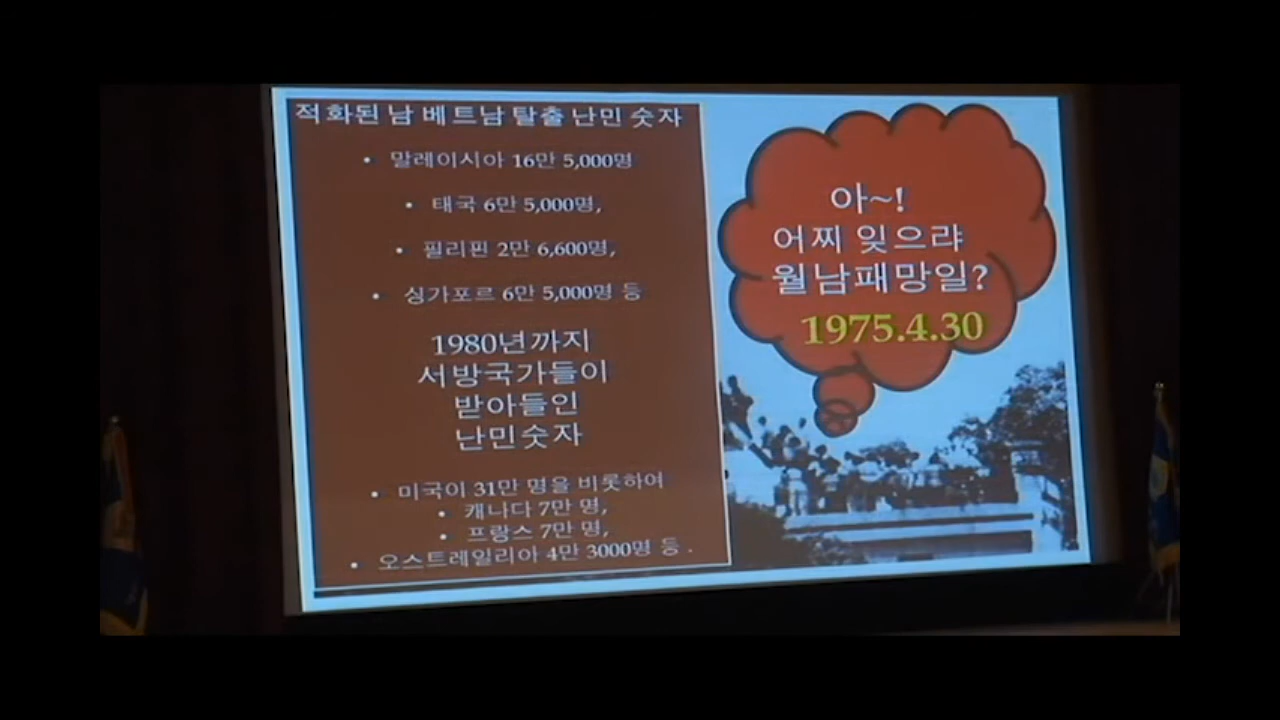 적화된 남 베트남 탈출 난민 숫자
• 말레이시아 16만 5,000명
• 태국 6만 5,000명,
• 필리핀 2만 6,600명,
• 싱가포르 6만 5,000명 등
1980년까지
서방국가들이
받아들인
난민숫자
• 미국이 31만 명을 비롯하여
• 캐나다 7만 명,
• 프랑스 7만 명,
• 오스트레일리아 4만 3000명 등 .
아~!
어찌 잊으랴
월남패망일?
1975.4.30